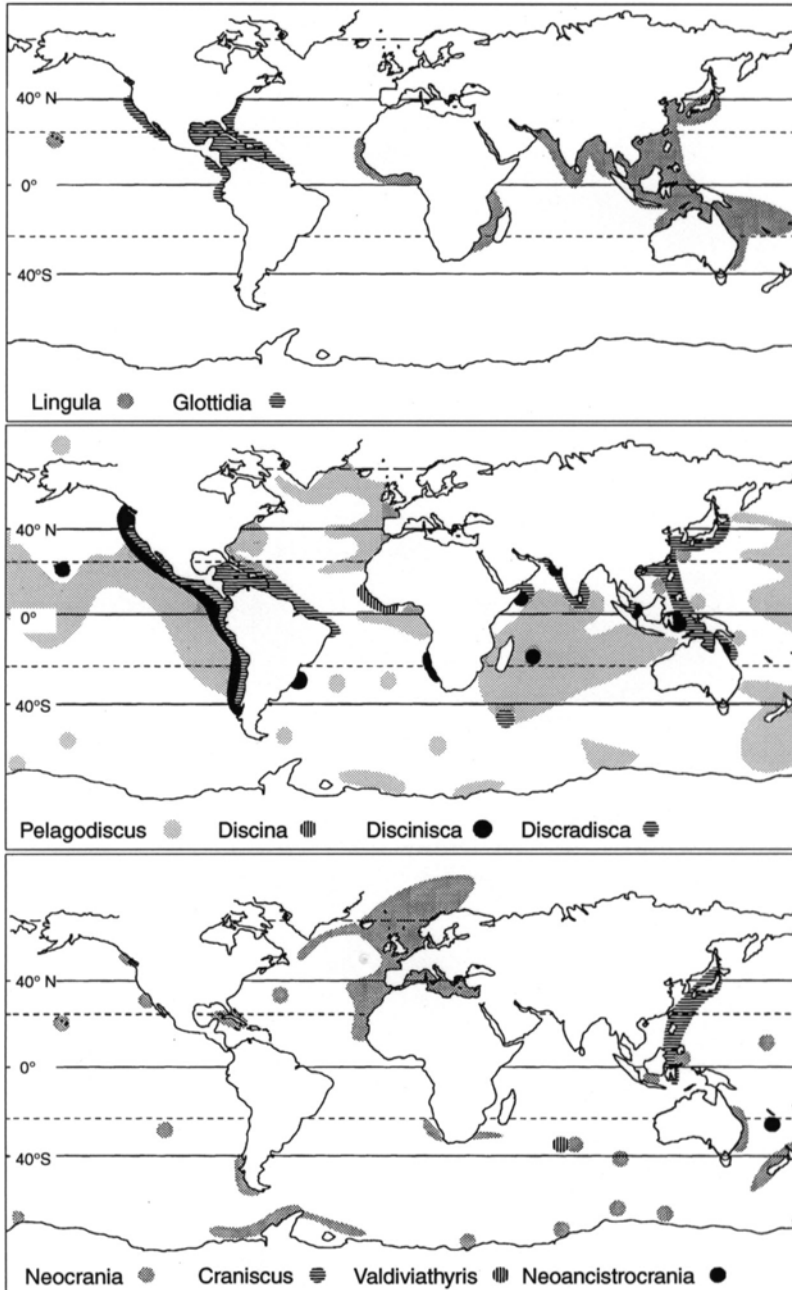 40° N
0°
40°S
Lingula Glottidia
40° N
0°
40°S
Pelagodiscus Discina Discinisca Discradisca
40° N
0°
40°S
Neocrania Craniscus Valdiviathyris Neoancistrocrania